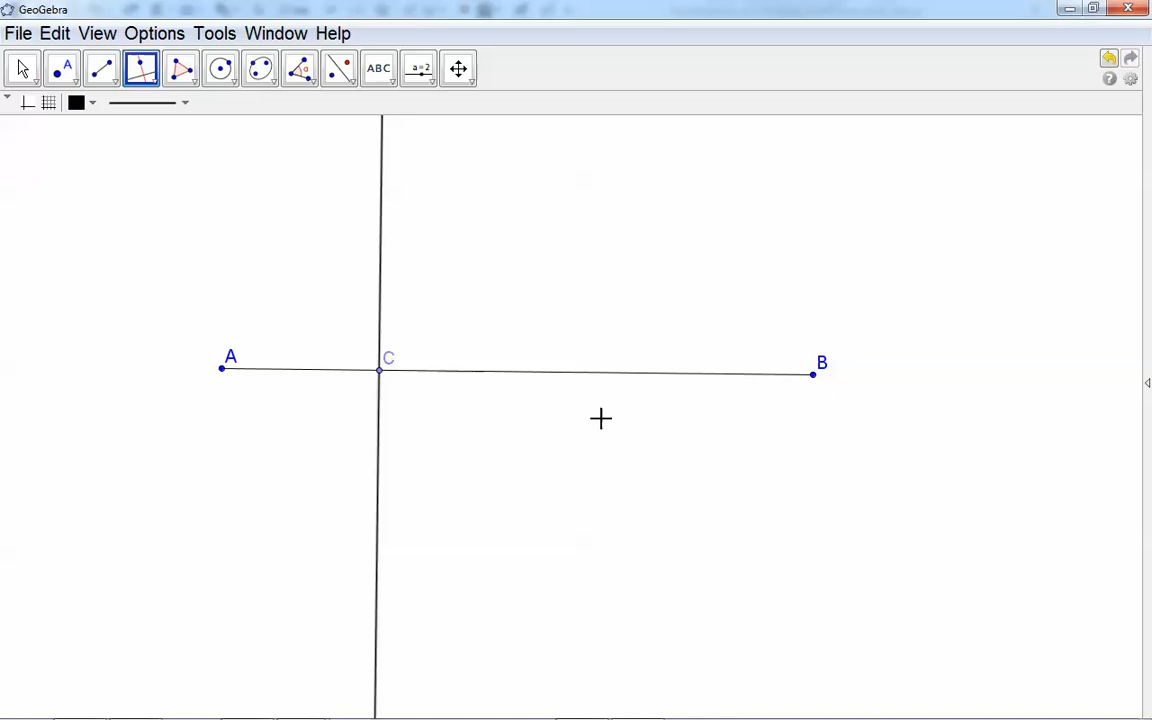 GeoGebra
File Edit View Options Tools Window Help
A ABC a=2
A
C
B